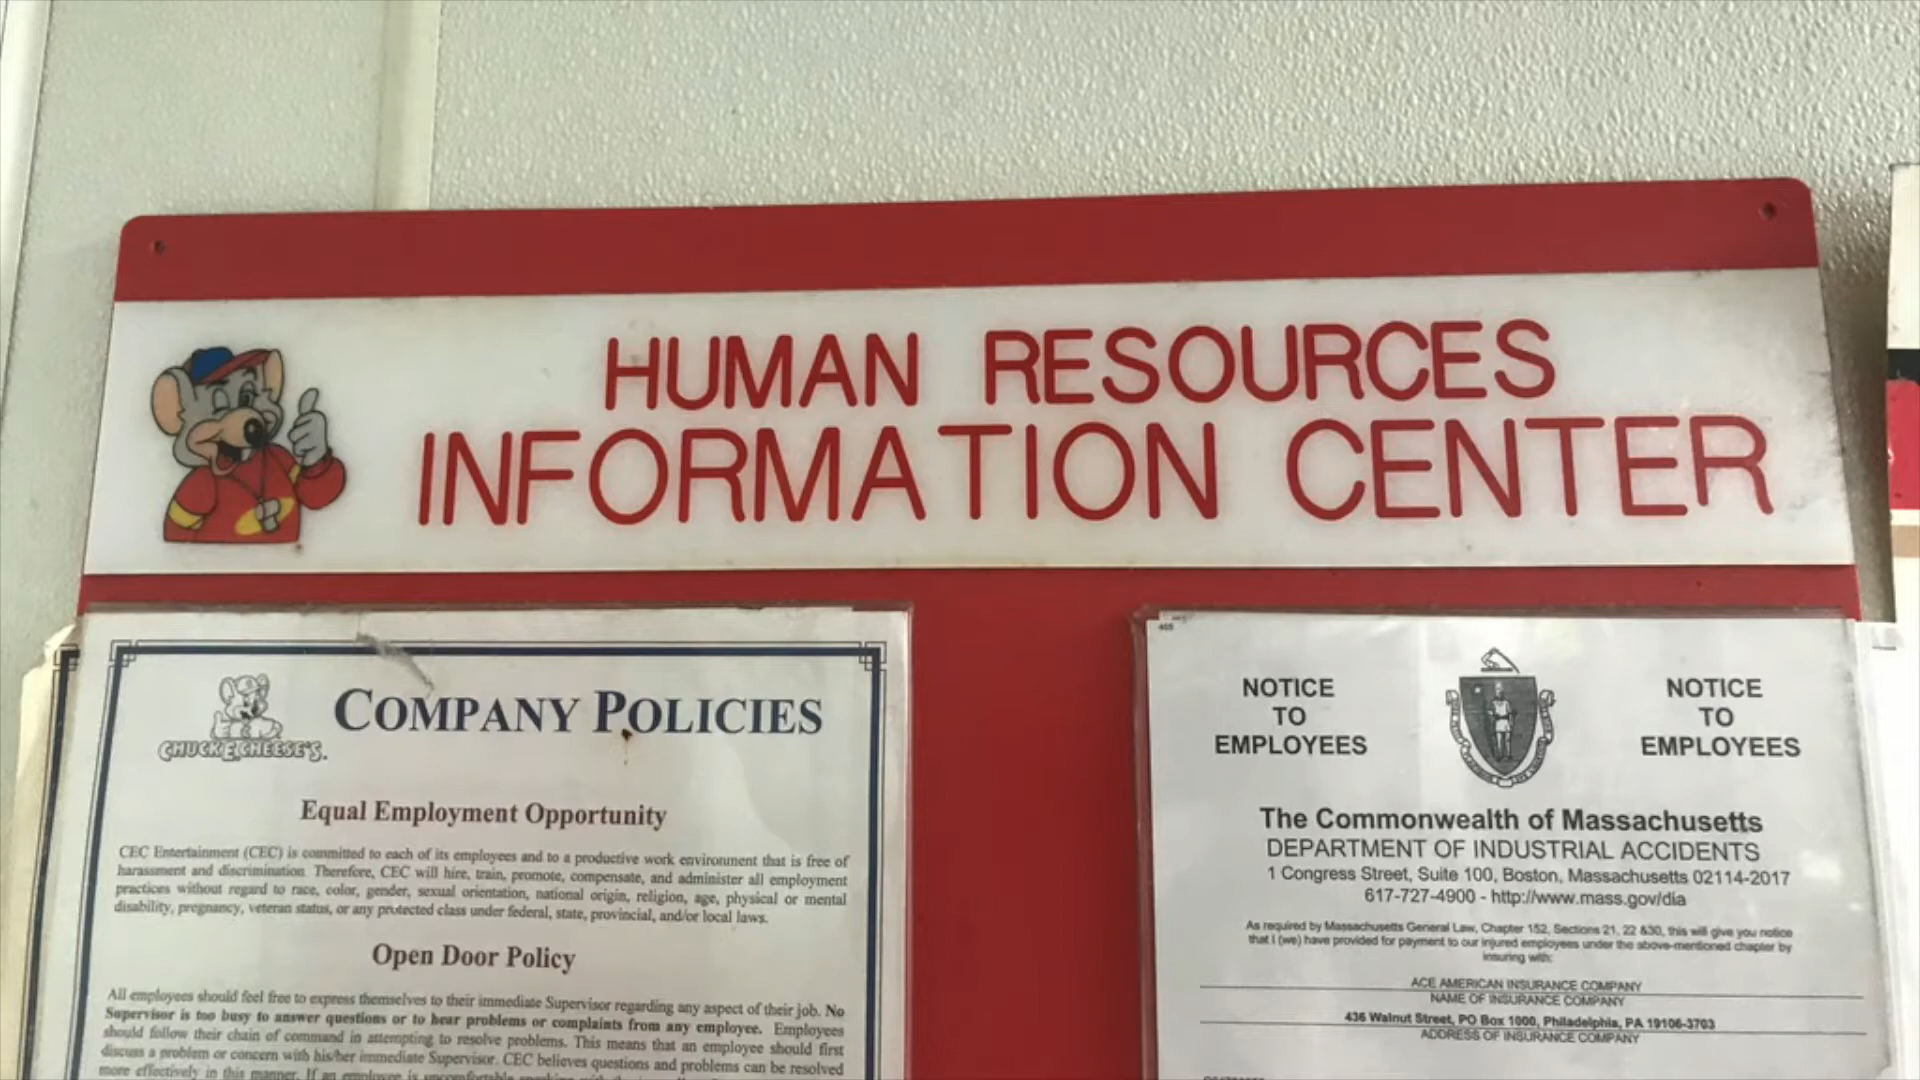 HUMAN RESOURCES
INFORMATION CENTER
CHUCK E. CHEESE'S.
COMPANY POLICIES
Equal Employment Opportunity
CEC Entertainment (CEC) is committed to each of its employees and to a productive work environment that is free of
harassment and discrimination. Therefore, CEC will hire, train, promote, compensate, and administer all employment
practices without regard to race, color, gender, sexual orientation, national origin, religion, age, physical or mental
disability, pregnancy, veteran status, or any protected class under federal, state, provincial, and/or local laws.
Open Door Policy
All employees should feel free to express themselves to their immediate Supervisor regarding any aspect of their job. No
Supervisor is too busy to answer questions or to hear problems or complaints from any employee. Employees
should follow their chain of command in attempting to resolve problems. This means that an employee should first
discuss a problem or concern with his/her immediate Supervisor. CEC believes questions and problems can be resolved
more effectively in this manner. If an employee is uncomfortable
NOTICE
TO
EMPLOYEES
NOTICE
TO
EMPLOYEES
The Commonwealth of Massachusetts
DEPARTMENT OF INDUSTRIAL ACCIDENTS
1 Congress Street, Suite 100, Boston, Massachusetts 02114-2017
617-727-4900 - http://www.mass.gov/dia
As required by Massachusetts General Law, Chapter 152, Sections 21, 22 &30, this will give you notice
that I (we) have provided for payment to our injured employees under the above-mentioned chapter by
insuring with:
ACE AMERICAN INSURANCE COMPANY
NAME OF INSURANCE COMPANY
436 Walnut Street, PO Box 1000, Philadelphia, PA 19106-3703
ADDRESS OF INSURANCE COMPANY